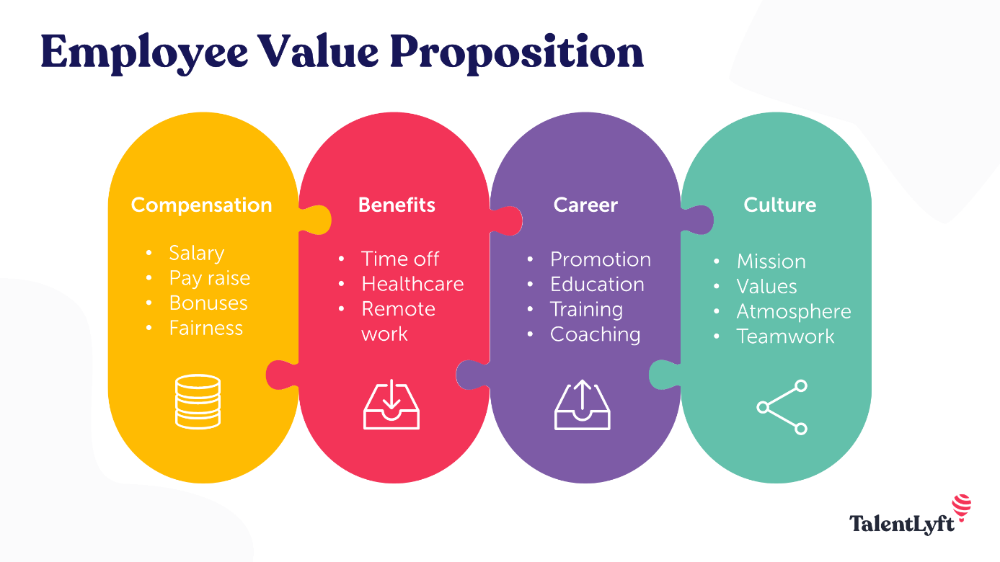 Employee Value Proposition
Compensation
• Salary
• Pay raise
• Bonuses
• Fairness
Benefits
• Time off
• Healthcare
• Remote
work
Career
• Promotion
• Education
• Training
• Coaching
Culture
• Mission
• Values
• Atmosphere
• Teamwork
TalentLyft